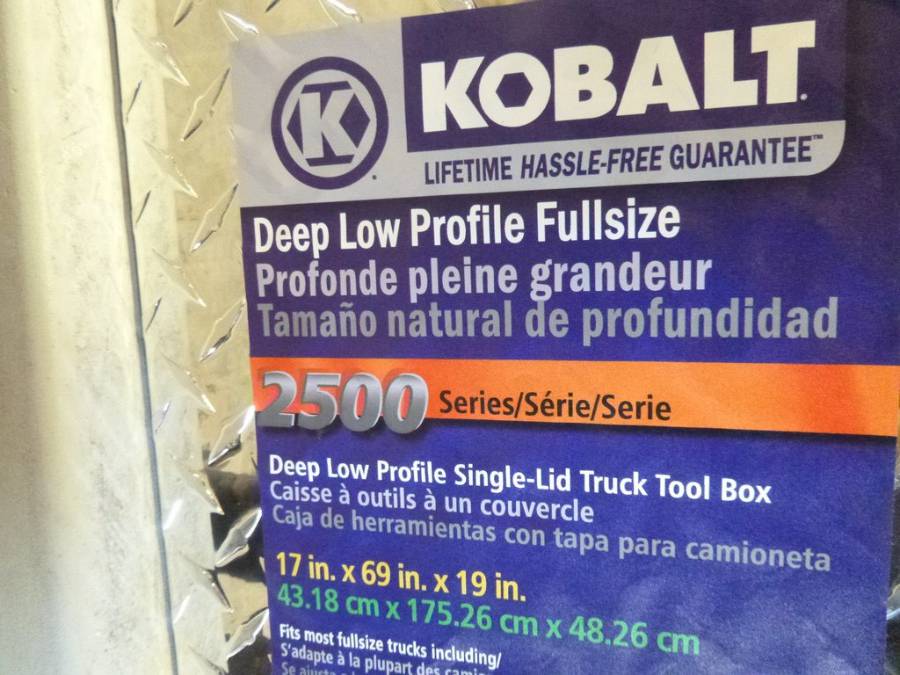 K
KOBALT.
LIFETIME HASSLE-FREE GUARANTEE™
Deep Low Profile Fullsize
Profonde pleine grandeur
Tamaño natural de profundidad
2500 Series/Série/Serie
Deep Low Profile Single-Lid Truck Tool Box
Caisse à outils à un couvercle
Caja de herramientas con tapa para camioneta
17 in. x 69 in. x 19 in.
43.18 cm x 175.26 cm x 48.26 cm
Fits most fullsize trucks including/
S'adapte à la plupart des
Se